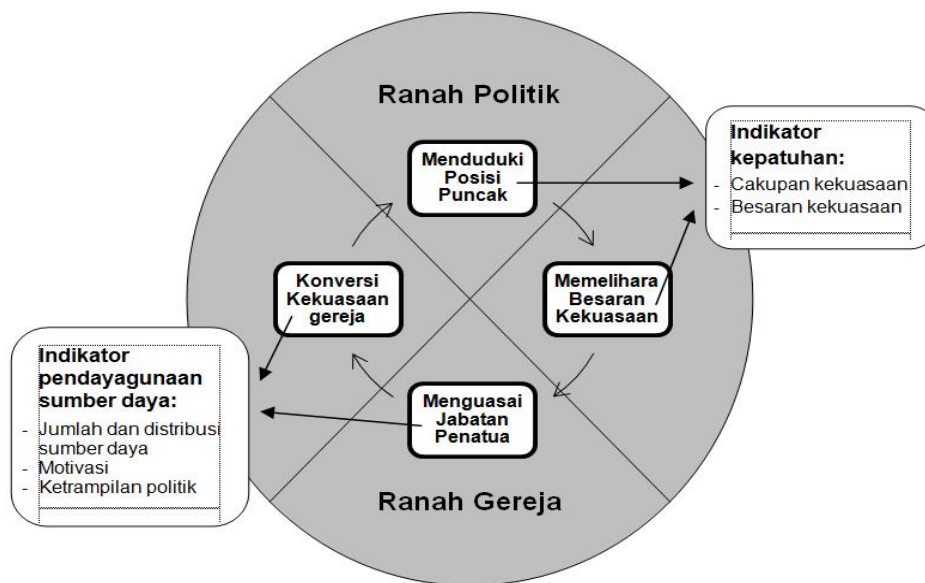 Ranah Politik
Menduduki
Posisi
Puncak
Indikator
kepatuhan:
- Cakupan kekuasaan
- Besaran kekuasaan
Konversi
Kekuasaan
gereja
Memelihara
Besaran
Kekuasaan
Indikator
pendayagunaan
sumber daya:
- Jumlah dan distribusi
sumber daya
- Motivasi
- Ketrampilan politik
Menguasai
Jabatan
Penatua
Ranah Gereja